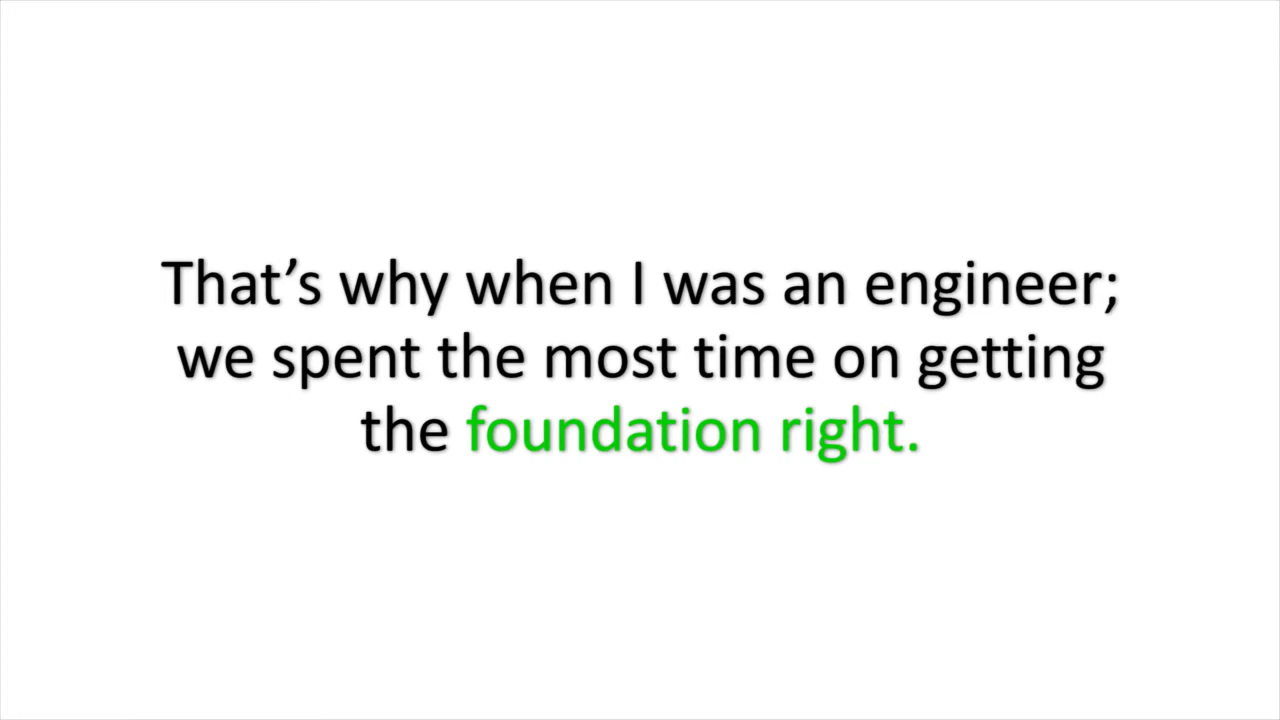 That’s why when I was an engineer;
we spent the most time on getting
the foundation right.